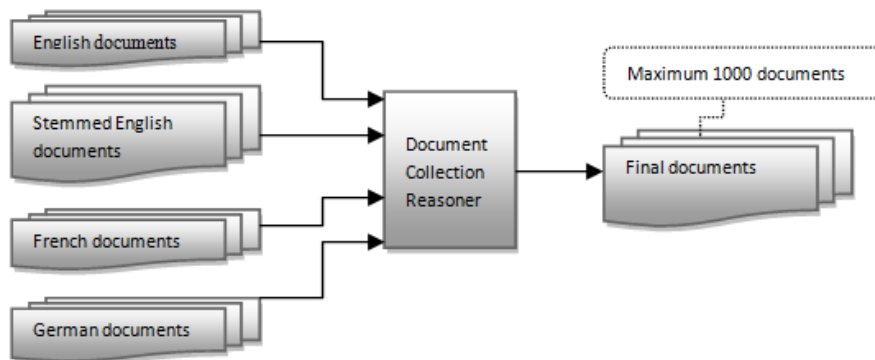 English documents
Stemmed English
documents
French documents
German documents
Document
Collection
Reasoner
Maximum 1000 documents
Final documents